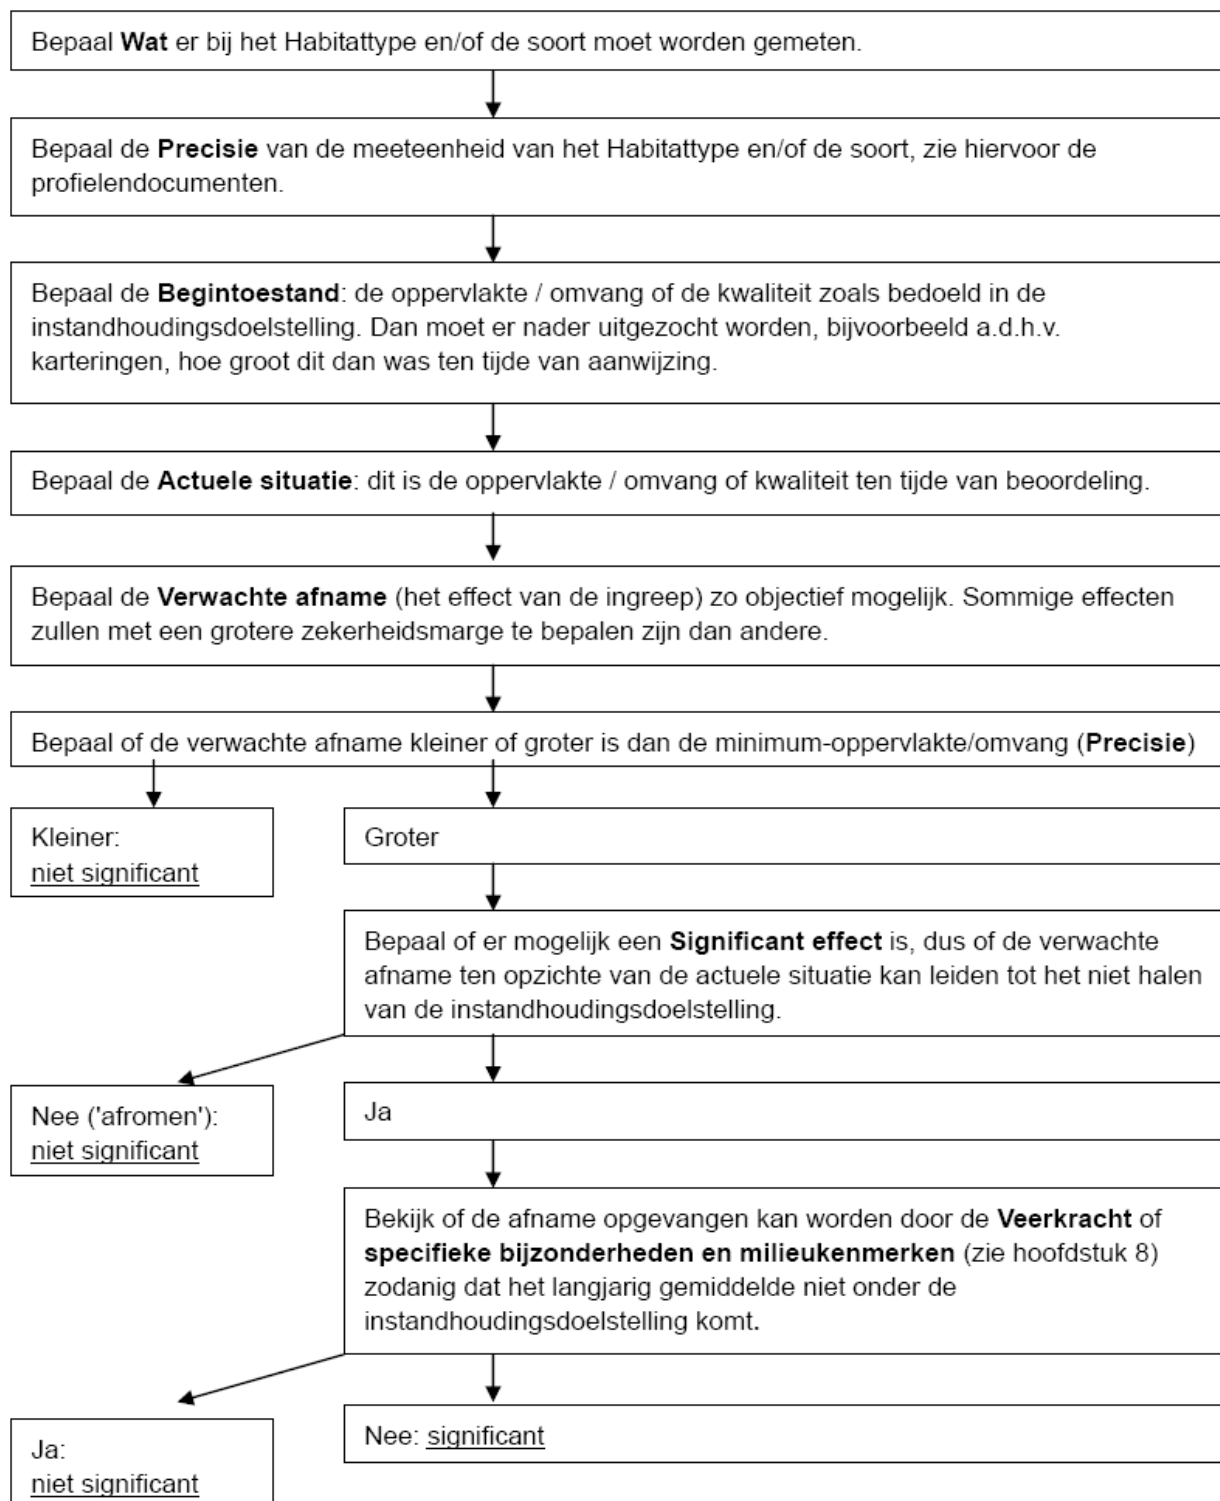 Bepaal Wat er bij het Habitattype en/of de soort moet worden gemeten.
Bepaal de Precisie van de meeteenheid van het Habitattype en/of de soort, zie hiervoor de
profielendocumenten.
Bepaal de Begintoestand: de oppervlakte / omvang of de kwaliteit zoals bedoeld in de
instandhoudingsdoelstelling. Dan moet er nader uitgezocht worden, bijvoorbeeld a.d.h.v.
karteringen, hoe groot dit dan was ten tijde van aanwijzing.
Bepaal de Actuele situatie: dit is de oppervlakte / omvang of kwaliteit ten tijde van beoordeling.
Bepaal de Verwachte afname (het effect van de ingreep) zo objectief mogelijk. Sommige effecten
zullen met een grotere zekerheidsmarge te bepalen zijn dan andere.
Bepaal of de verwachte afname kleiner of groter is dan de minimum-oppervlakte/omvang (Precisie)
Kleiner:
niet significant
Groter
Bepaal of er mogelijk een Significant effect is, dus of de verwachte
afname ten opzichte van de actuele situatie kan leiden tot het niet halen
van de instandhoudingsdoelstelling.
Nee ('afromen'):
niet significant
Ja
Bekijk of de afname opgevangen kan worden door de Veerkracht of
specifieke bijzonderheden en milieukenmerken (zie hoofdstuk 8)
zodanig dat het langjarig gemiddelde niet onder de
instandhoudingsdoelstelling komt.
Ja:
niet significant
Nee: significant